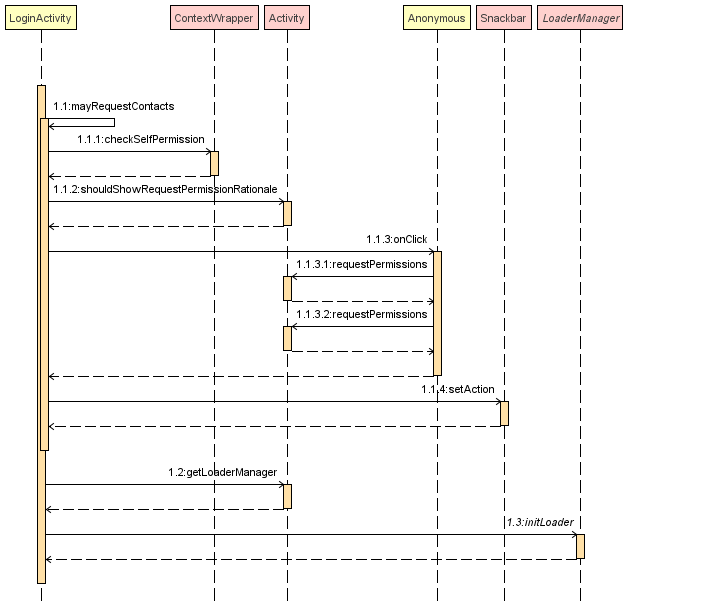 LoginActivity
ContextWrapper
Activity
Anonymous
Snackbar
LoaderManager
1.1:mayRequestContacts
1.1.1:checkSelfPermission
1.1.2:shouldShowRequestPermissionRationale
1.1.3:onClick
1.1.3.1:requestPermissions
1.1.3.2:requestPermissions
1.1.4:setAction
1.2:getLoaderManager
1.3:initLoader